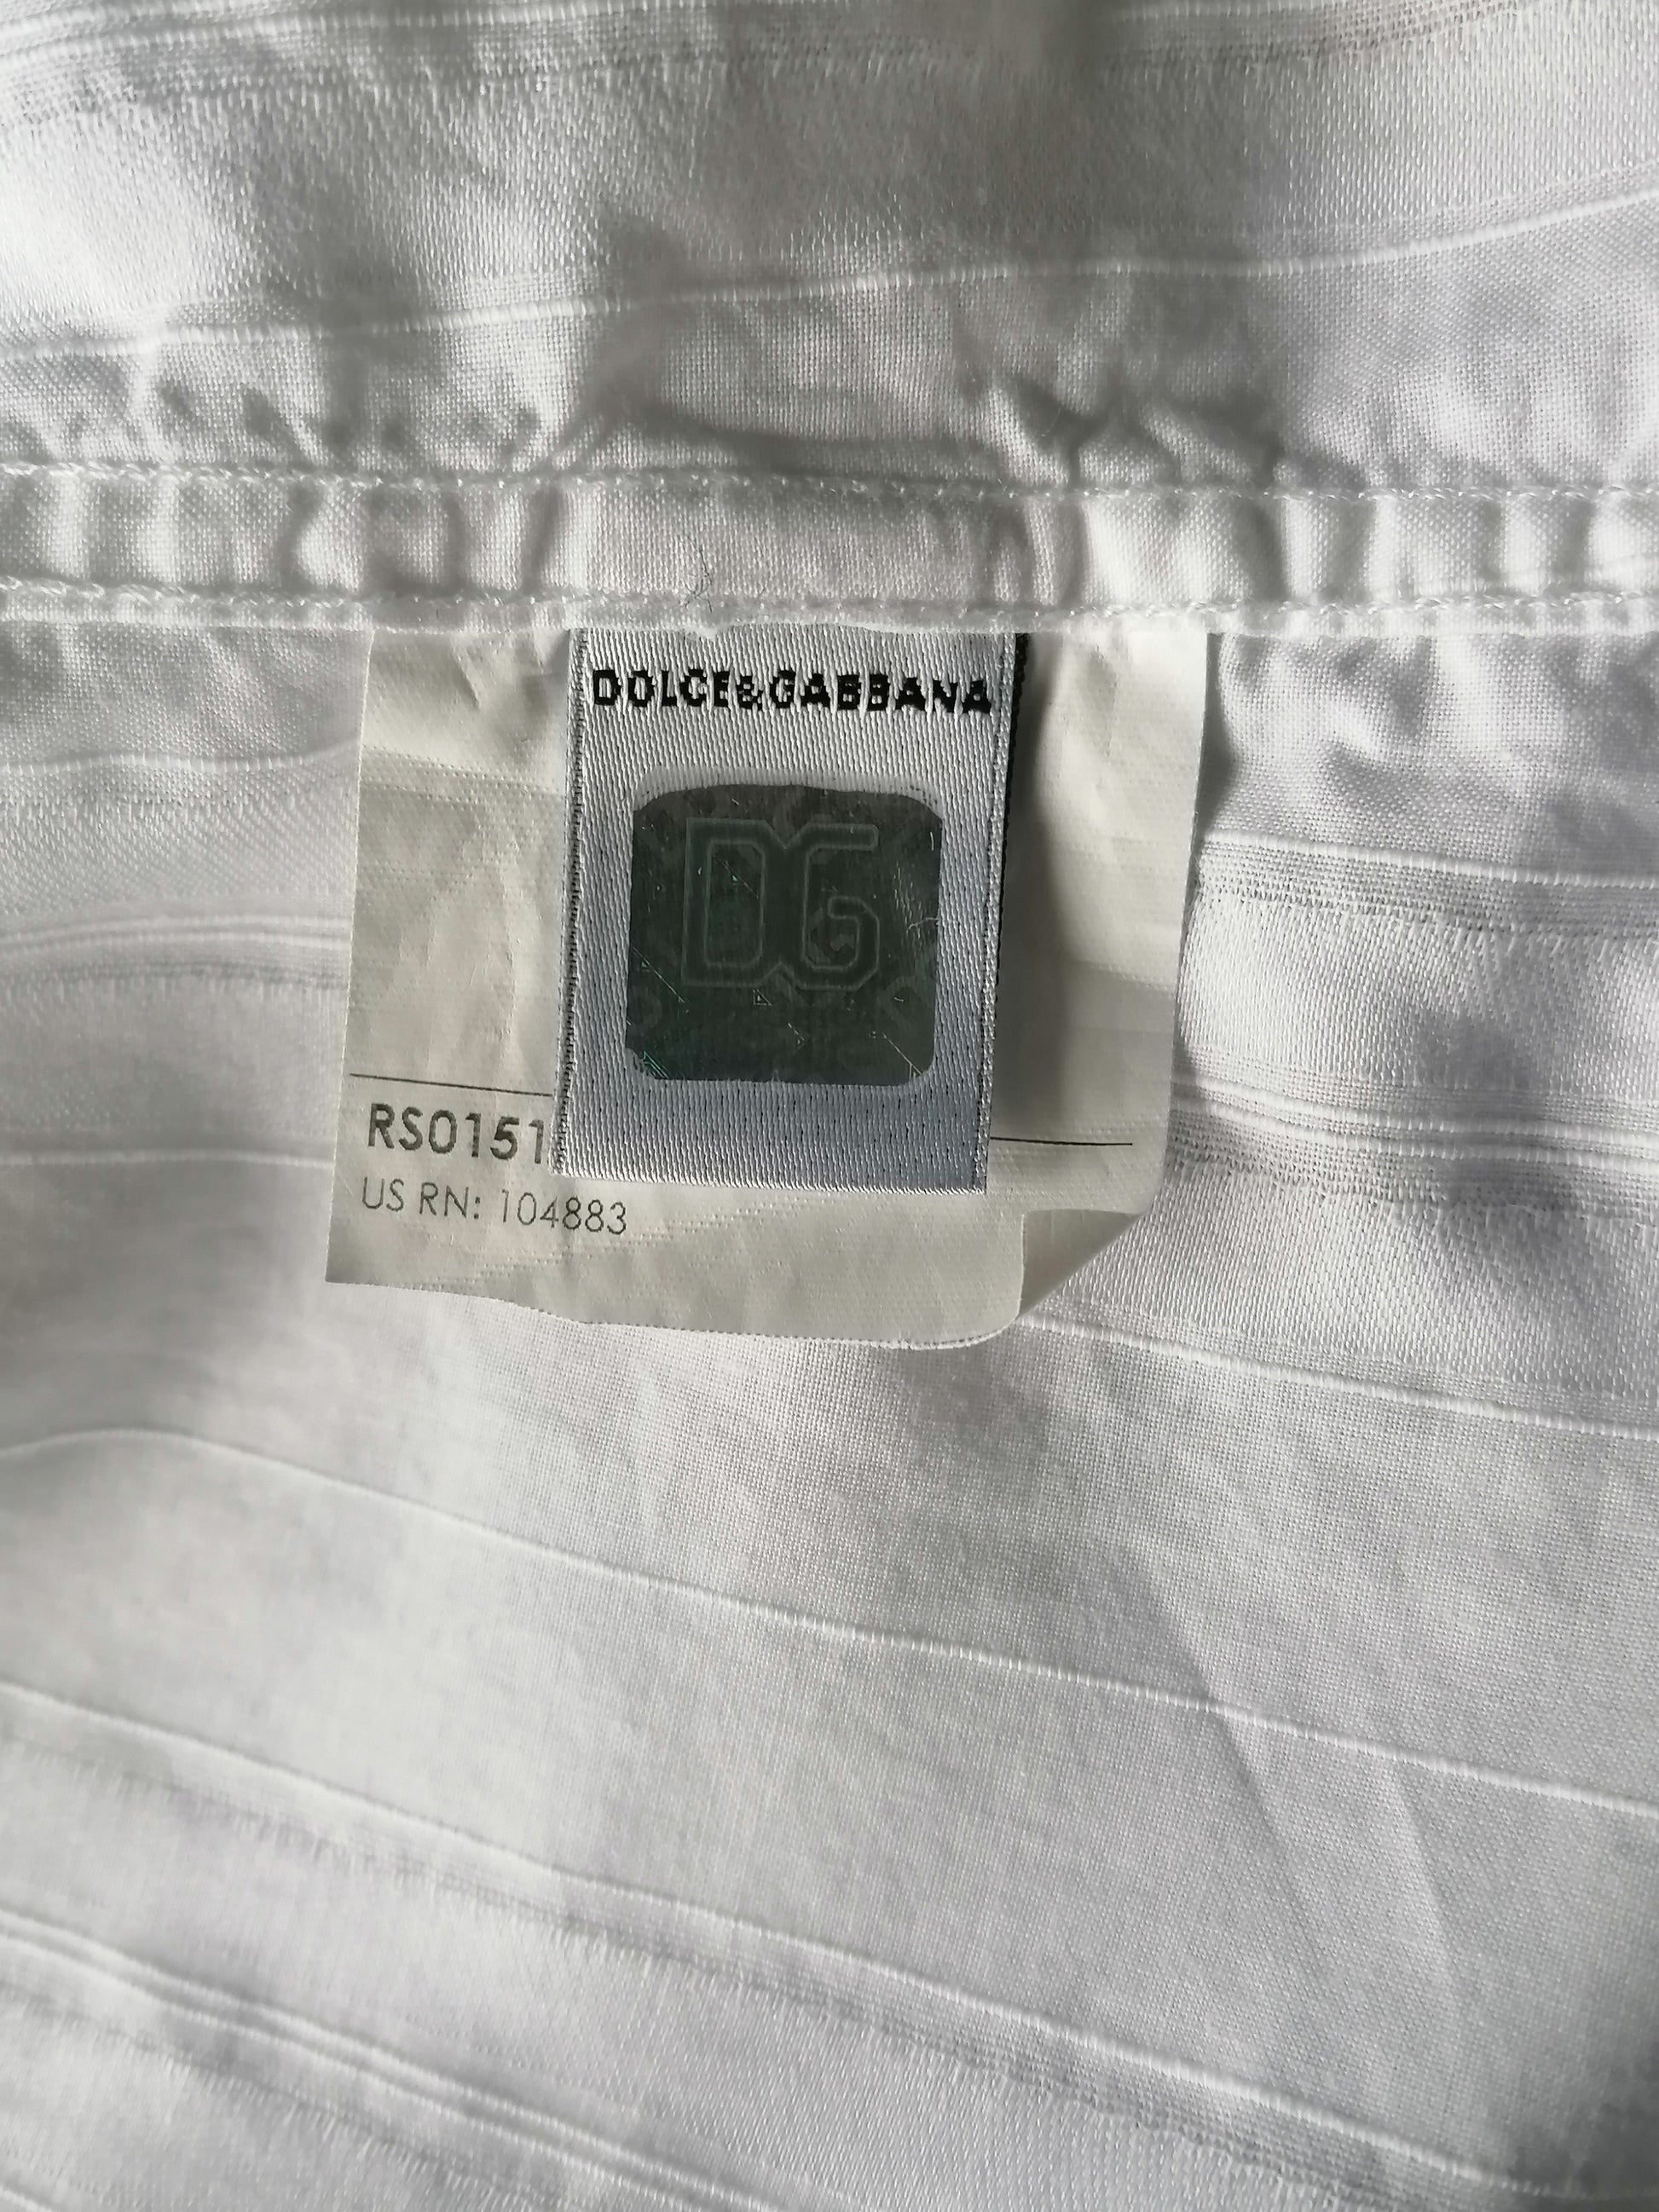 DOLCE&GABBANA
DG
RS0151
US RN: 104883